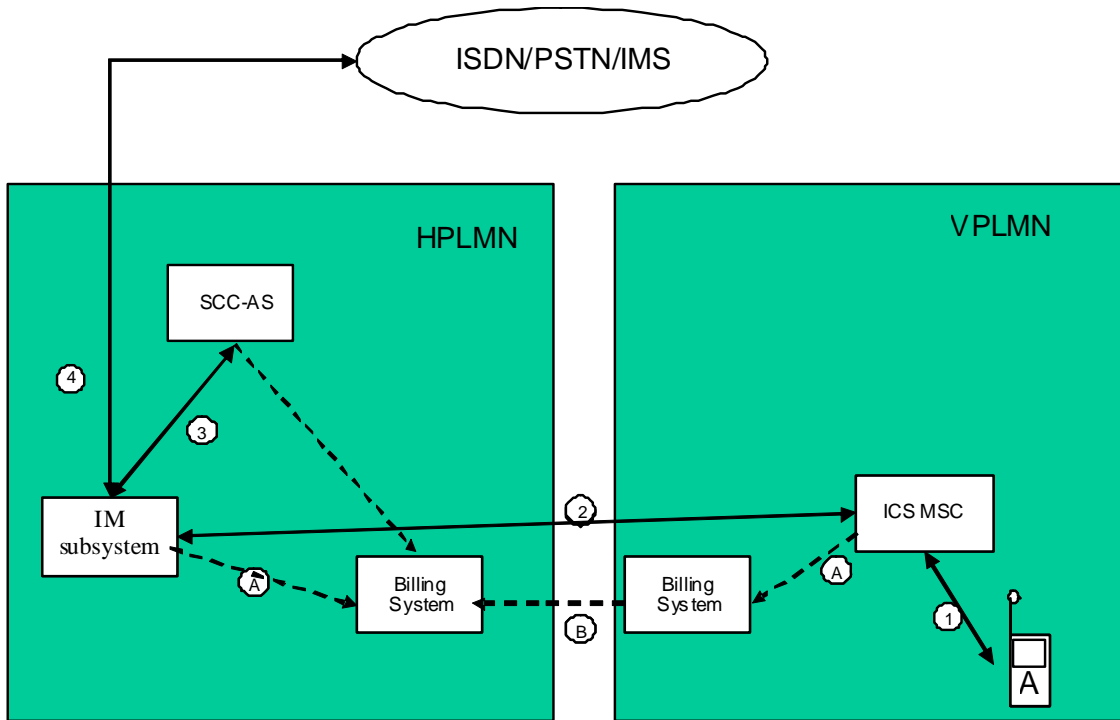 ISDN/PSTN/IMS
HPLMN
VPLMN
SCC-AS
4
3
IM
subsystem
2
ICS MSC
A
Billing
System
B
Billing
System
A
1
A